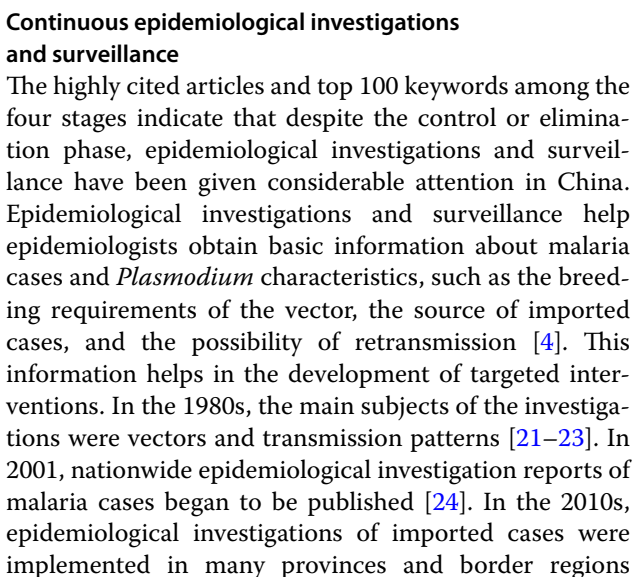 Continuous epidemiological investigations
and surveillance
The highly cited articles and top 100 keywords among the
four stages indicate that despite the control or elimina-
tion phase, epidemiological investigations and surveil-
lance have been given considerable attention in China.
Epidemiological investigations and surveillance help
epidemiologists obtain basic information about malaria
cases and Plasmodium characteristics, such as the breed-
ing requirements of the vector, the source of imported
cases, and the possibility of retransmission [4]. This
information helps in the development of targeted inter-
ventions. In the 1980s, the main subjects of the investiga-
tions were vectors and transmission patterns [21–23]. In
2001, nationwide epidemiological investigation reports of
malaria cases began to be published [24]. In the 2010s,
epidemiological investigations of imported cases were
implemented in many provinces and border regions